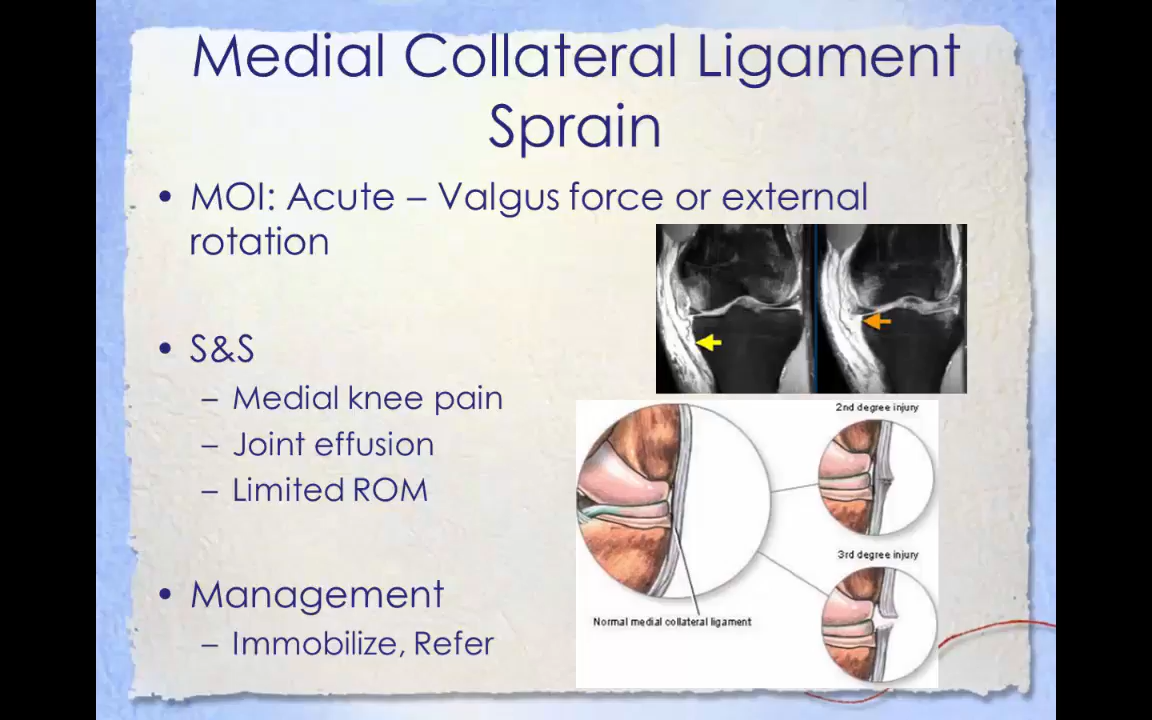 Medial Collateral Ligament
Sprain
• MOI: Acute – Valgus force or external
rotation
• S&S
– Medial knee pain
– Joint effusion
– Limited ROM
• Management
– Immobilize, Refer
2nd degree injury
3rd degree injury
Normal medial collateral ligament